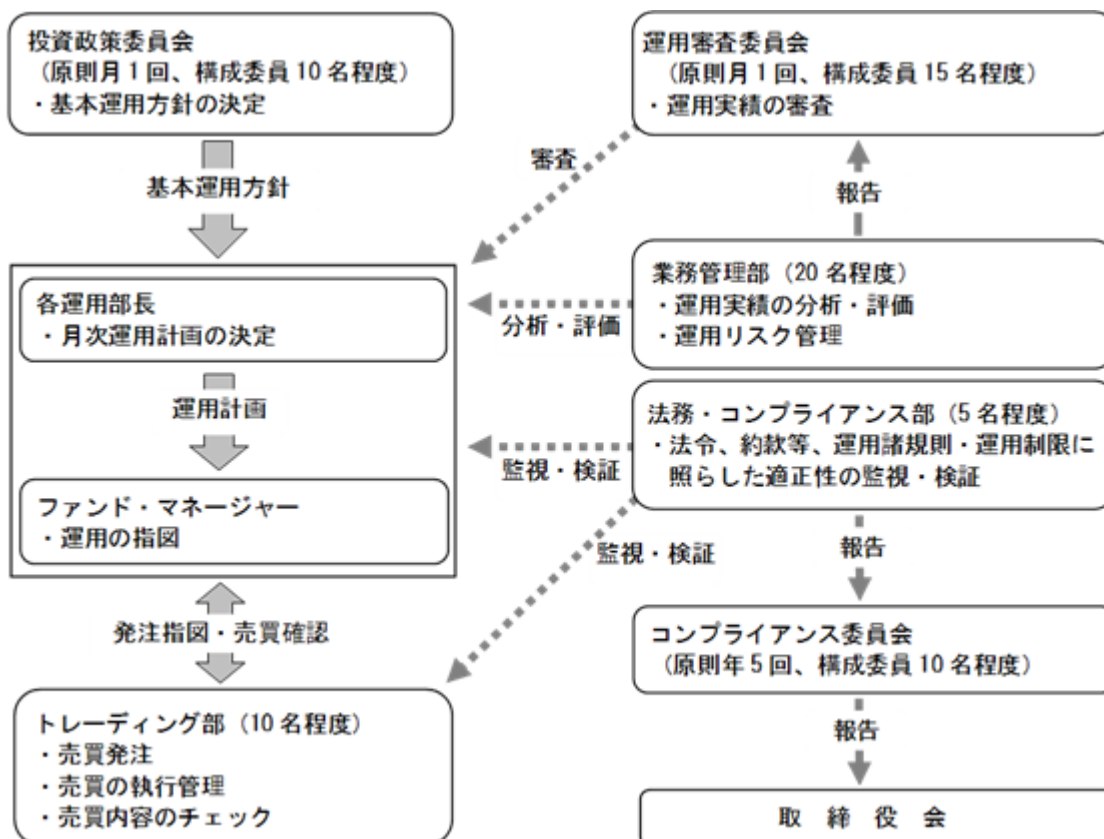 投資政策委員会
（原則月1回、構成委員10名程度）
・基本運用方針の決定
基本運用方針
各運用部長
・月次運用計画の決定
運用計画
ファンド・マネージャー
・運用の指図
発注指図・売買確認
トレーディング部（10名程度）
・売買発注
・売買の執行管理
・売買内容のチェック
運用審査委員会
（原則月1回、構成委員15名程度）
・運用実績の審査
審査
報告
業務管理部（20名程度）
・運用実績の分析・評価
・運用リスク管理
分析・評価
法務・コンプライアンス部（5名程度）
・法令、約款等、運用諸規則・運用制限に
照らした適正性の監視・検証
監視・検証
監視・検証
報告
コンプライアンス委員会
（原則年5回、構成委員10名程度）
報告
取締役会